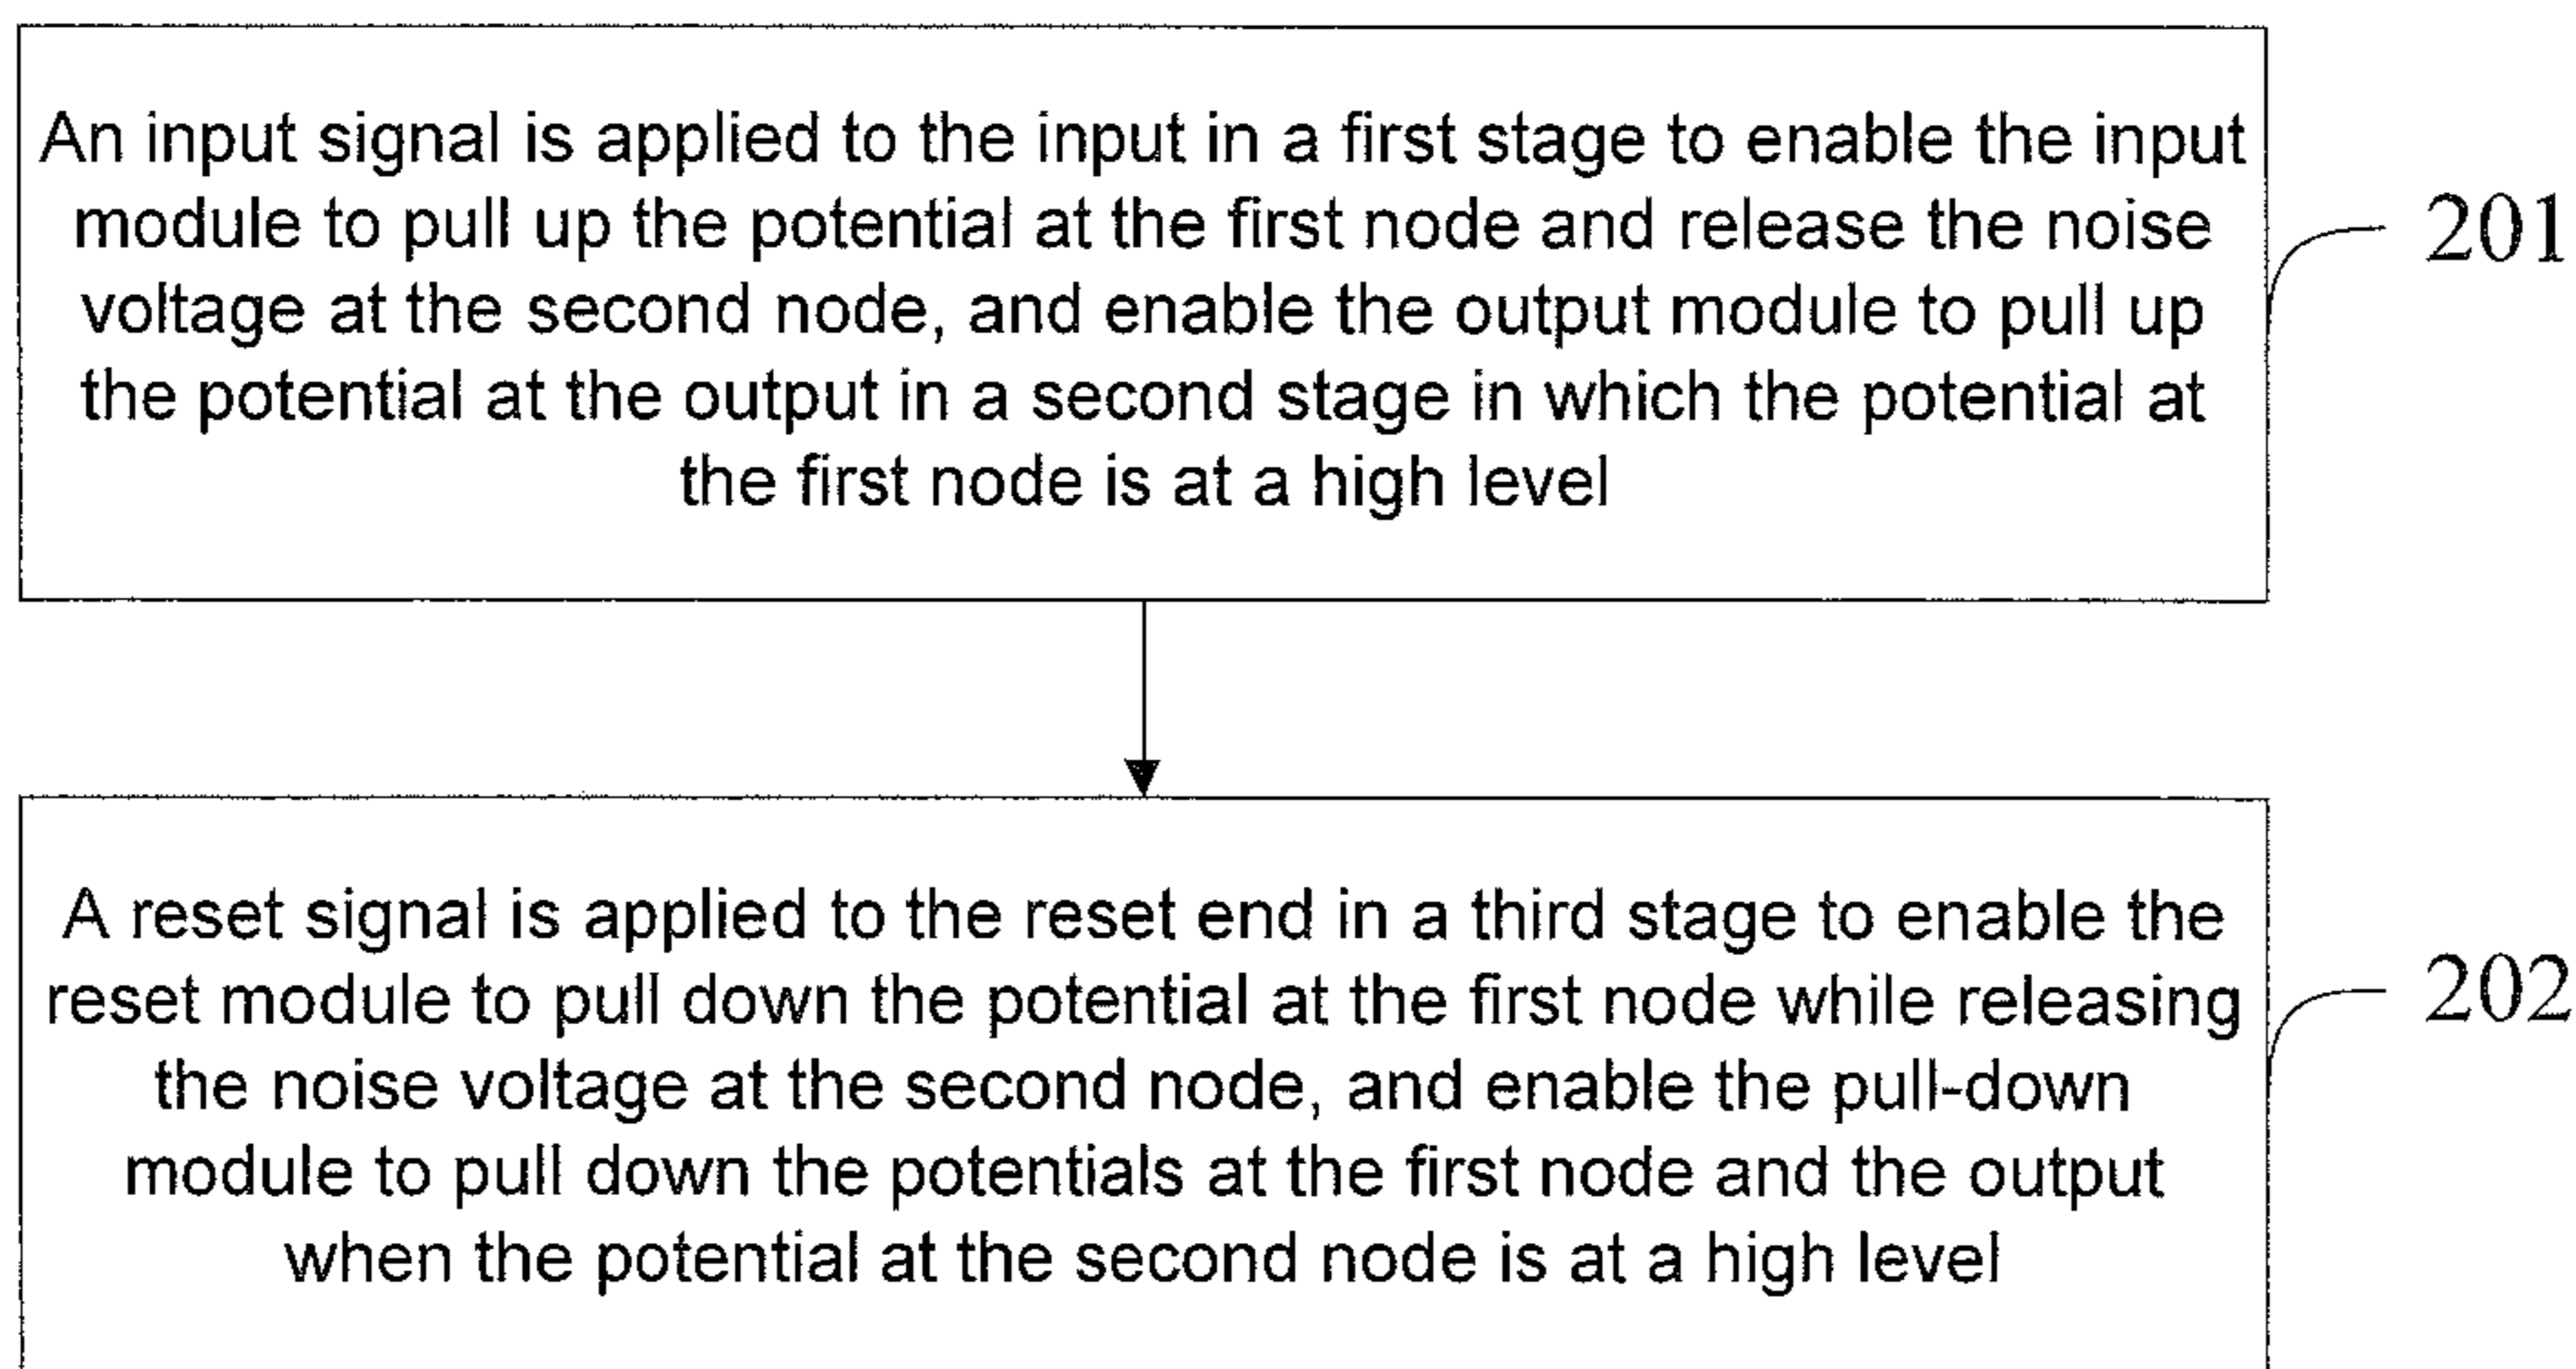 An input signal is applied to the input in a first stage to enable the input
module to pull up the potential at the first node and release the noise
voltage at the second node, and enable the output module to pull up
the potential at the output in a second stage in which the potential at
the first node is at a high level
201
A reset signal is applied to the reset end in a third stage to enable the
reset module to pull down the potential at the first node while releasing
the noise voltage at the second node, and enable the pull-down
module to pull down the potentials at the first node and the output
when the potential at the second node is at a high level
202